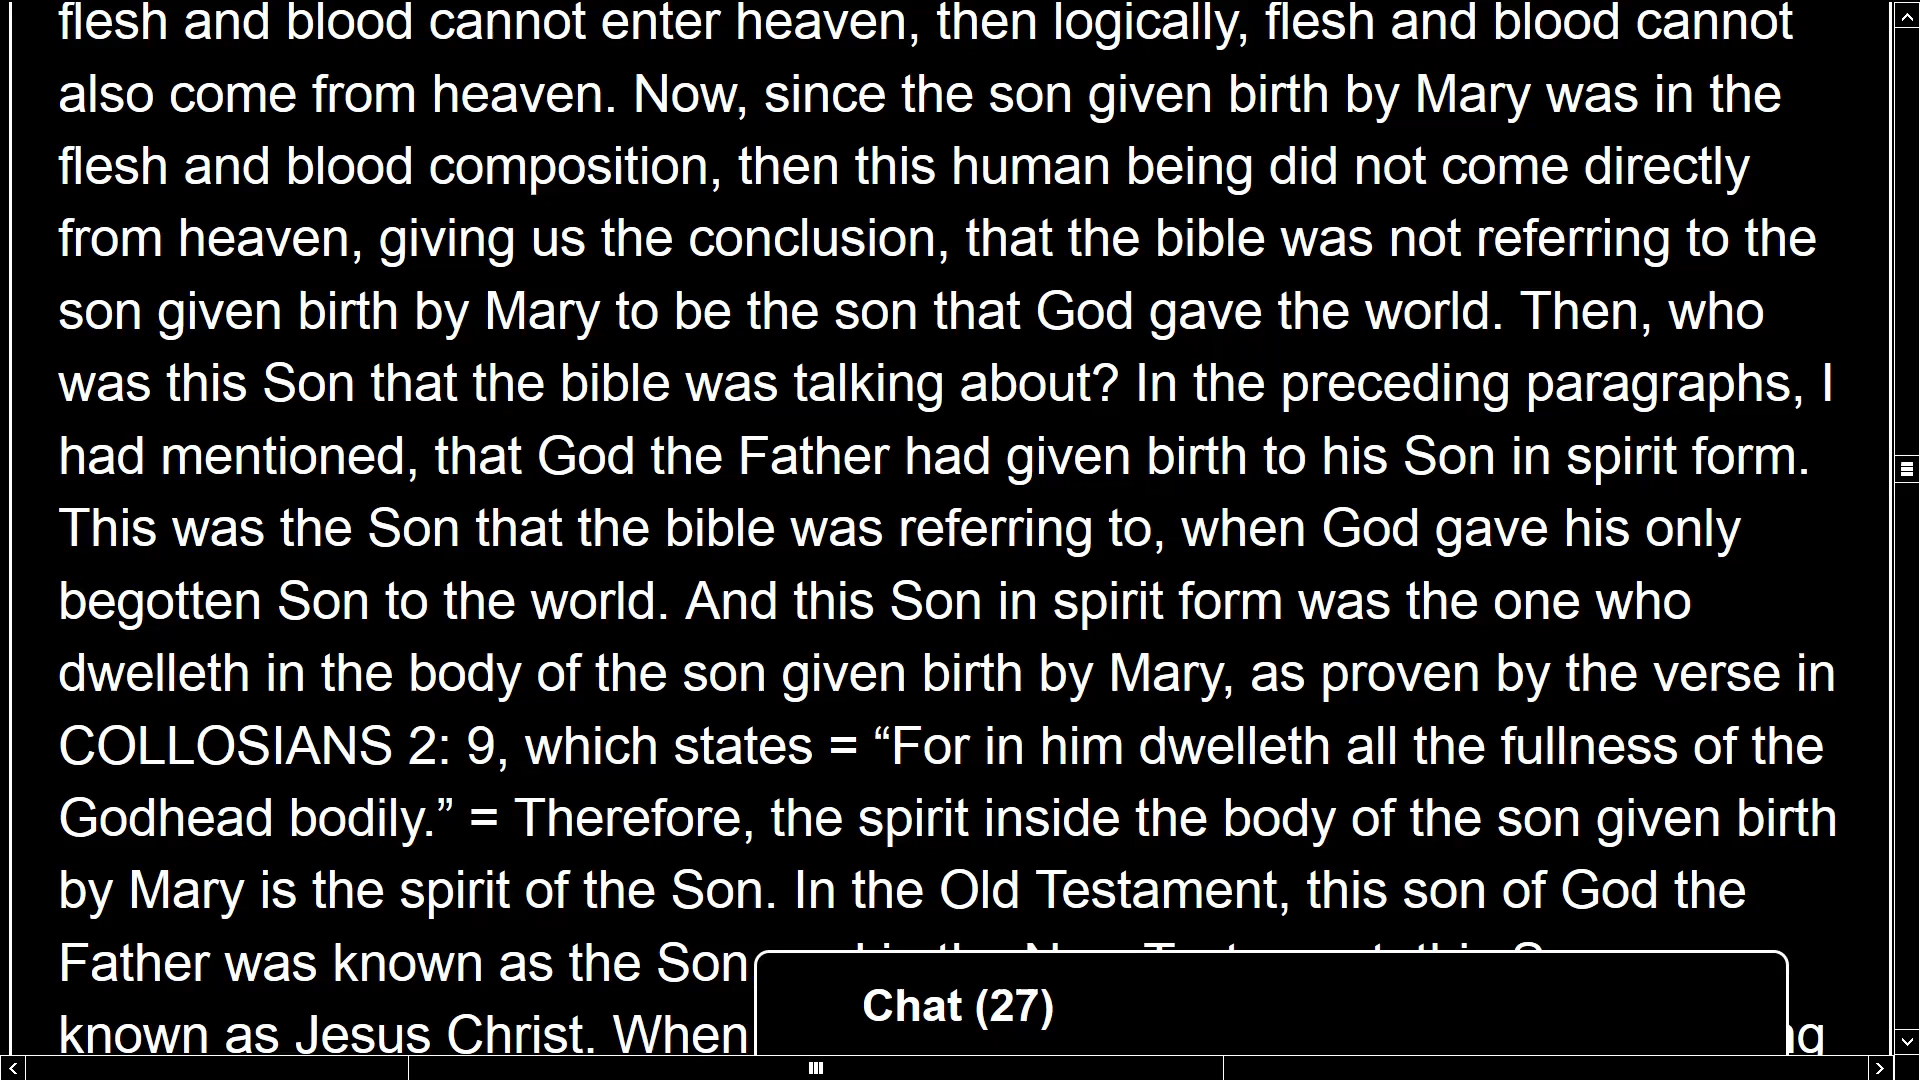 flesh and blood cannot enter heaven, then logically, flesh and blood cannot
also come from heaven. Now, since the son given birth by Mary was in the
flesh and blood composition, then this human being did not come directly
from heaven, giving us the conclusion, that the bible was not referring to the
son given birth by Mary to be the son that God gave the world. Then, who
was this Son that the bible was talking about? In the preceding paragraphs, I
had mentioned, that God the Father had given birth to his Son in spirit form.
This was the Son that the bible was referring to, when God gave his only
begotten Son to the world. And this Son in spirit form was the one who
dwelleth in the body of the son given birth by Mary, as proven by the verse in
COLLOSIANS 2: 9, which states = “For in him dwelleth all the fullness of the
Godhead bodily.” = Therefore, the spirit inside the body of the son given birth
by Mary is the spirit of the Son. In the Old Testament, this son of God the
Father was known as the Son
known as Jesus Christ. When
Chat (27)